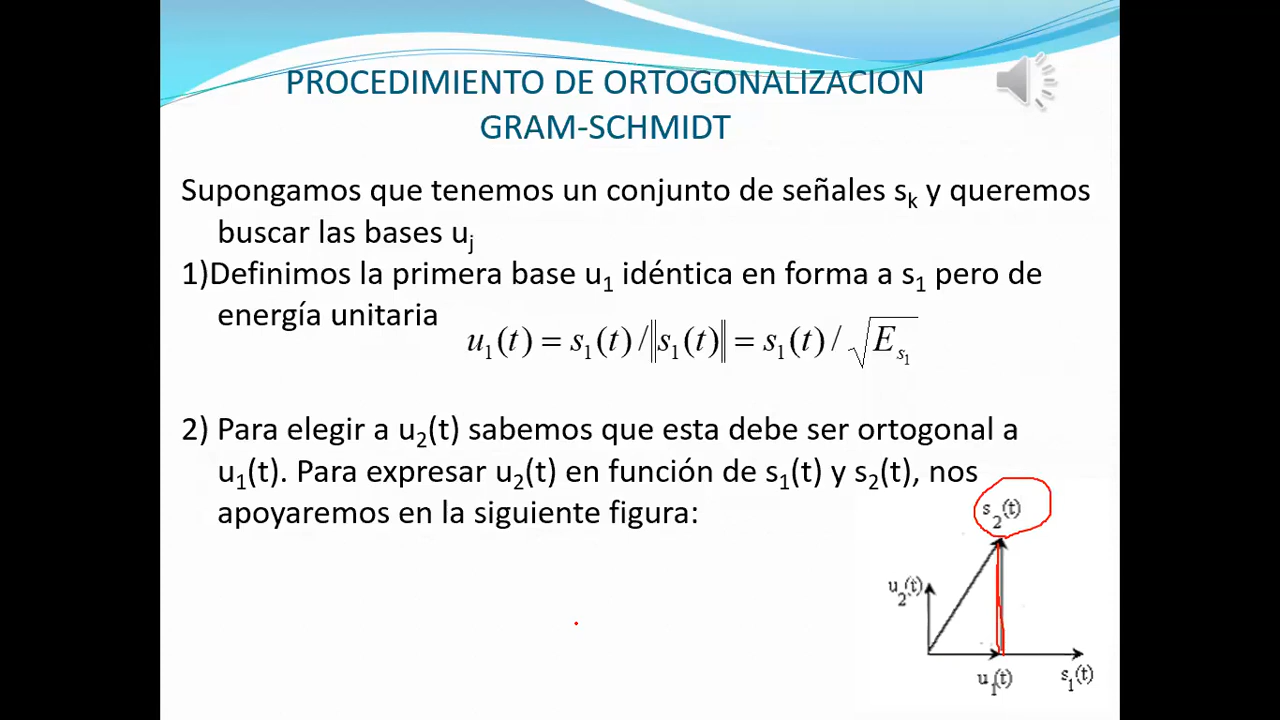 PROCEDIMIENTO DE ORTOGONALIZACION
GRAM-SCHMIDT
Supongamos que tenemos un conjunto de señales sₖ y queremos
buscar las bases uⱼ
1)Definimos la primera base u₁ idéntica en forma a s₁ pero de
energía unitaria
u₁(t) = s₁(t) / ‖s₁(t)‖ = s₁(t) / √E_{s₁}
2) Para elegir a u₂(t) sabemos que esta debe ser ortogonal a
u₁(t). Para expresar u₂(t) en función de s₁(t) y s₂(t), nos
apoyaremos en la siguiente figura:
s₂(t)
u₂(t)
u₁(t)
s₁(t)